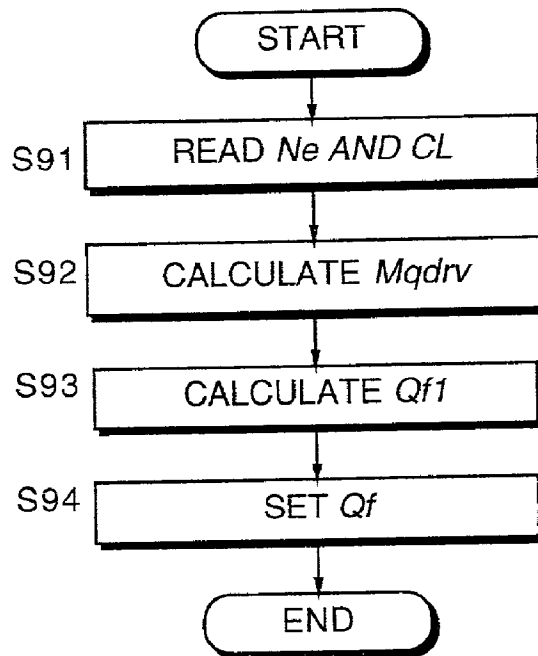 START
S91 READ Ne AND CL
S92 CALCULATE Mqdrv
S93 CALCULATE Qf1
S94 SET Qf
END